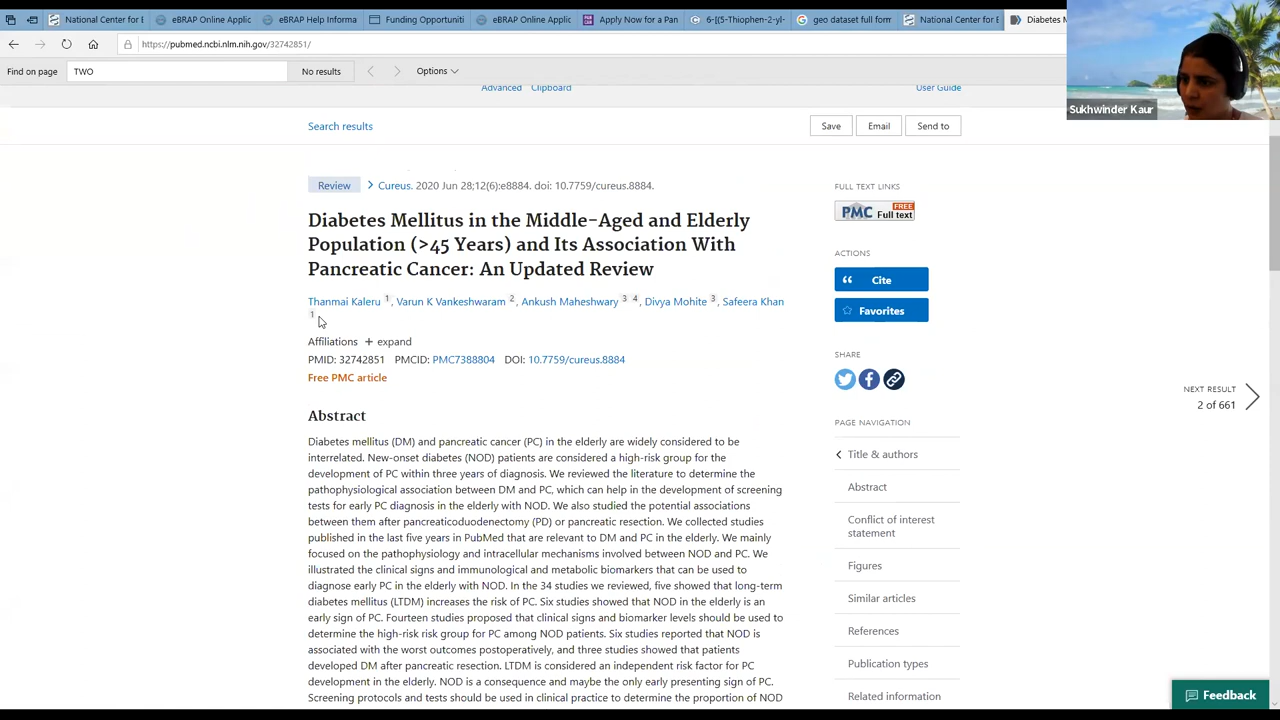 National Center for E
eBRAP Online Applic
eBRAP Help Informa
Funding Opportuniti
eBRAP Online Applic
Apply Now for a Pan
6-[(5-Thiophen-2-yl-
geo dataset full form
National Center for E
Diabetes M
https://pubmed.ncbi.nlm.nih.gov/32742851/
Find on page
TWO
No results
Options
Sukhwinder Kaur
Advanced Clipboard
User Guide
Search results
Save
Email
Send to
Review
Cureus. 2020 Jun 28;12(6):e8884. doi: 10.7759/cureus.8884.
Diabetes Mellitus in the Middle-Aged and Elderly
Population (>45 Years) and Its Association With
Pancreatic Cancer: An Updated Review
Thanmai Kaleru 1, Varun K Vankeshwaram 2, Ankush Maheshwary 3 4, Divya Mohite 3, Safeera Khan
1
Affiliations + expand
PMID: 32742851 PMCID: PMC7388804 DOI: 10.7759/cureus.8884
Free PMC article
Abstract
Diabetes mellitus (DM) and pancreatic cancer (PC) in the elderly are widely considered to be
interrelated. New-onset diabetes (NOD) patients are considered a high-risk group for the
development of PC within three years of diagnosis. We reviewed the literature to determine the
pathophysiological association between DM and PC, which can help in the development of screening
tests for early PC diagnosis in the elderly with NOD. We also studied the potential associations
between them after pancreaticoduodenectomy (PD) or pancreatic resection. We collected studies
published in the last five years in PubMed that are relevant to DM and PC in the elderly. We mainly
focused on the pathophysiology and intracellular mechanisms involved between NOD and PC. We
illustrated the clinical signs and immunological and metabolic biomarkers that can be used to
diagnose early PC in the elderly with NOD. In the 34 studies we reviewed, five showed that long-term
diabetes mellitus (LTDM) increases the risk of PC. Six studies showed that NOD in the elderly is an
early sign of PC. Fourteen studies proposed that clinical signs and biomarker levels should be used to
determine the high-risk risk group for PC among NOD patients. Six studies reported that NOD is
associated with the worst outcomes postoperatively, and three studies showed that patients
developed DM after pancreatic resection. LTDM is considered an independent risk factor for PC
development in the elderly. NOD is a consequence and maybe the only early presenting sign of PC.
Screening protocols and tests should be used in clinical practice to determine the proportion of NOD
FULL TEXT LINKS
PMC FREE Full text
ACTIONS
Cite
Favorites
SHARE
PAGE NAVIGATION
Title & authors
Abstract
Conflict of interest
statement
Figures
Similar articles
References
Publication types
Related information
NEXT RESULT
2 of 661
Feedback